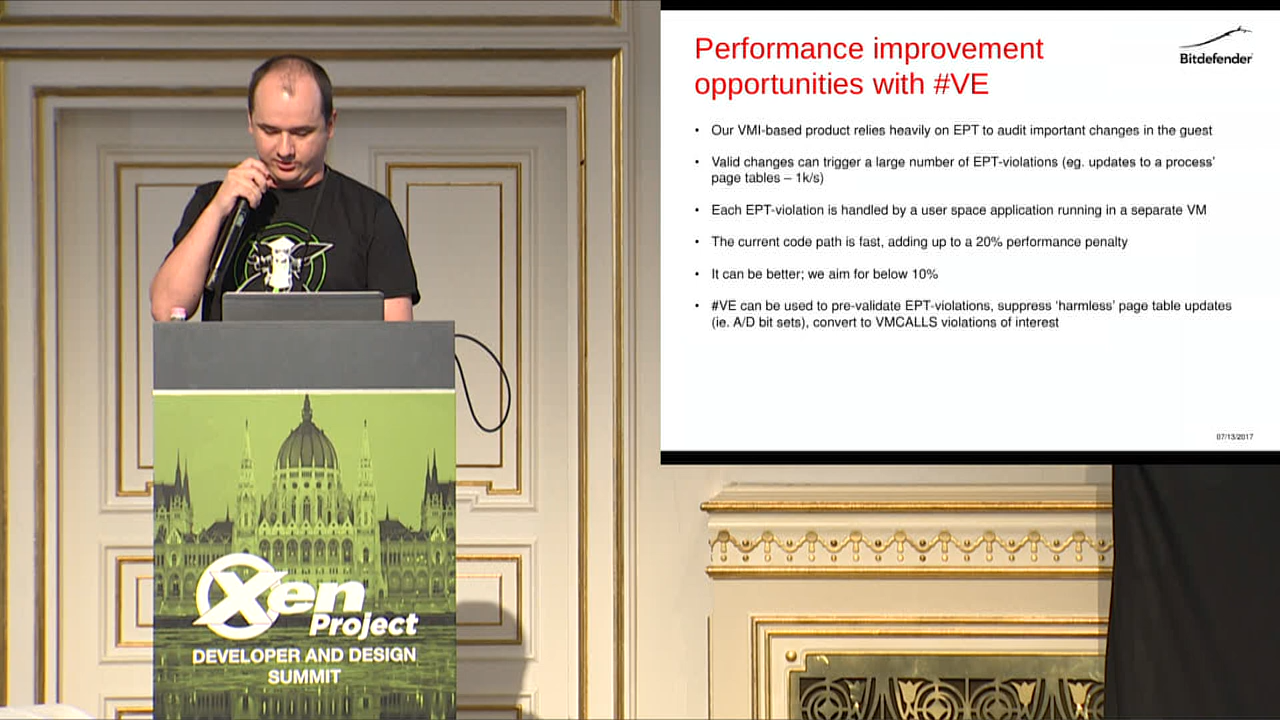 Performance improvement
opportunities with #VE
Bitdefender
• Our VMI-based product relies heavily on EPT to audit important changes in the guest
• Valid changes can trigger a large number of EPT-violations (eg. updates to a process'
page tables – 1k/s)
• Each EPT-violation is handled by a user space application running in a separate VM
• The current code path is fast, adding up to a 20% performance penalty
• It can be better; we aim for below 10%
• #VE can be used to pre-validate EPT-violations, suppress 'harmless' page table updates
(ie. A/D bit sets), convert to VMCALLS violations of interest
07/13/2017
Xen
Project
DEVELOPER AND DESIGN
SUMMIT